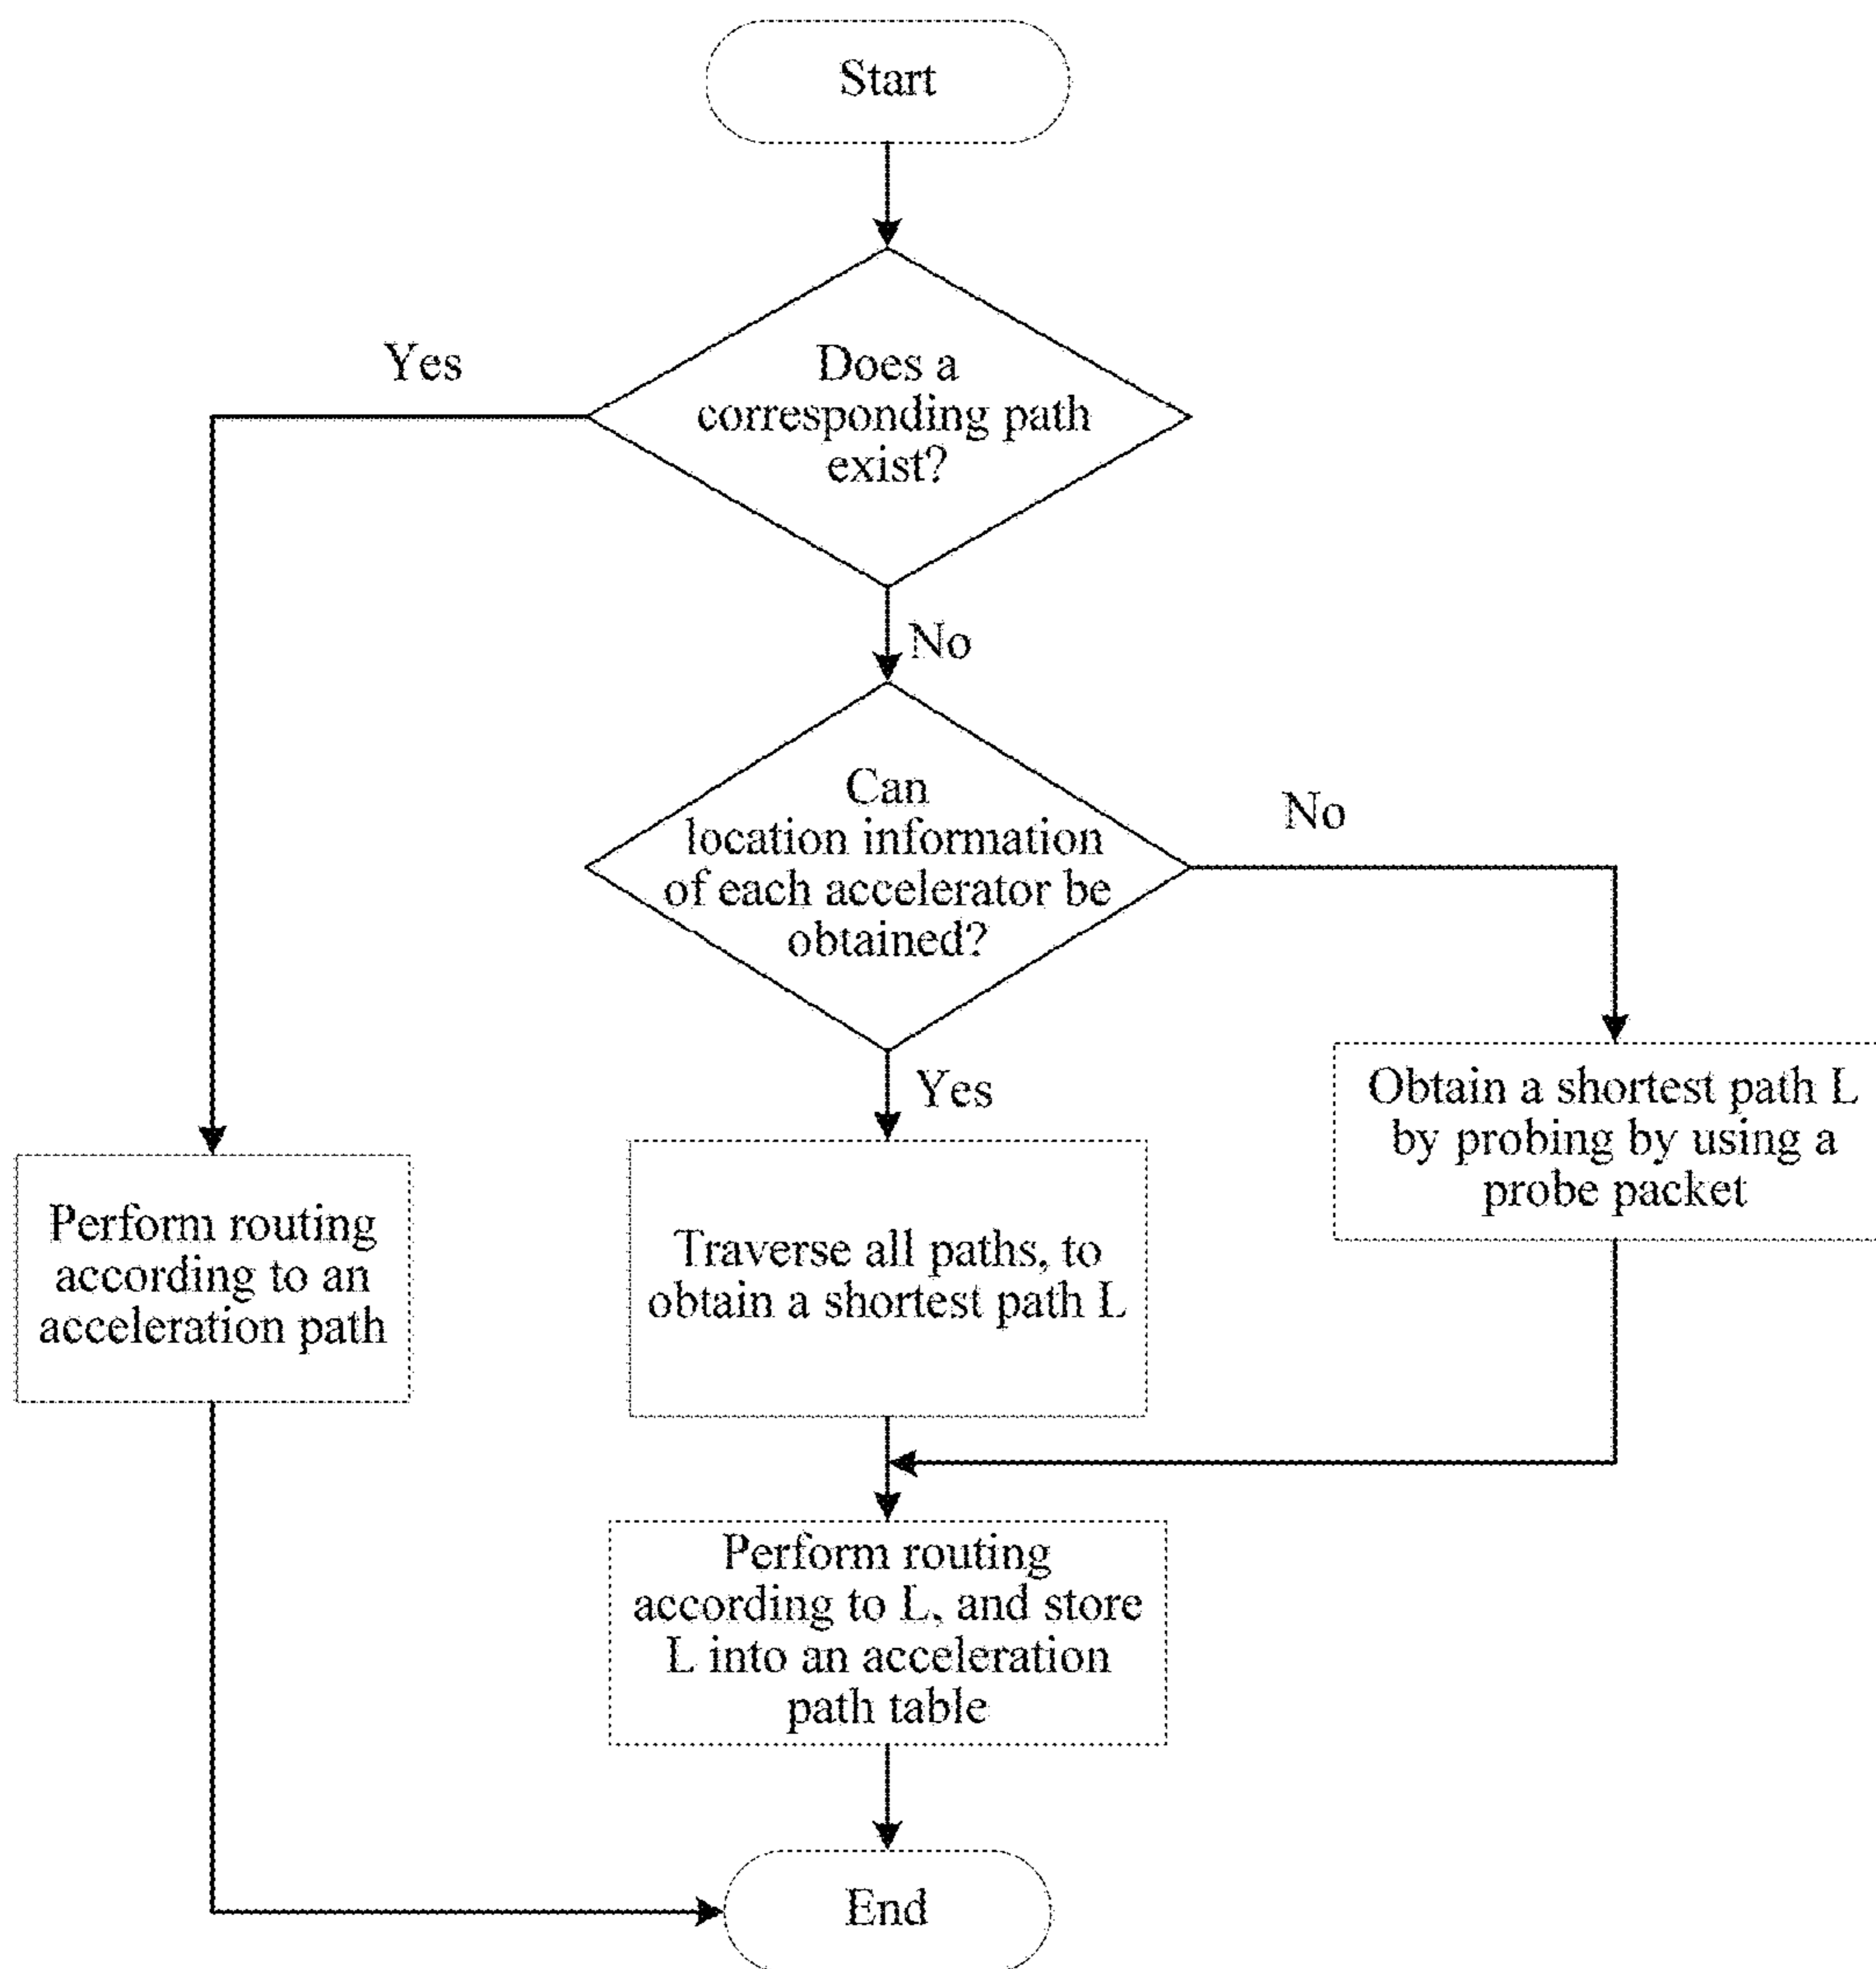 Start
Does a
corresponding path
exist?
Yes
No
Can
location information
of each accelerator be
obtained?
No
Yes
Obtain a shortest path L
by probing by using a
probe packet
Perform routing
according to an
acceleration path
Traverse all paths, to
obtain a shortest path L
Perform routing
according to L, and store
L into an acceleration
path table
End